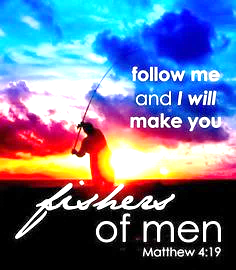 follow me
and I will
make you
fishers
of men
Matthew 4:19